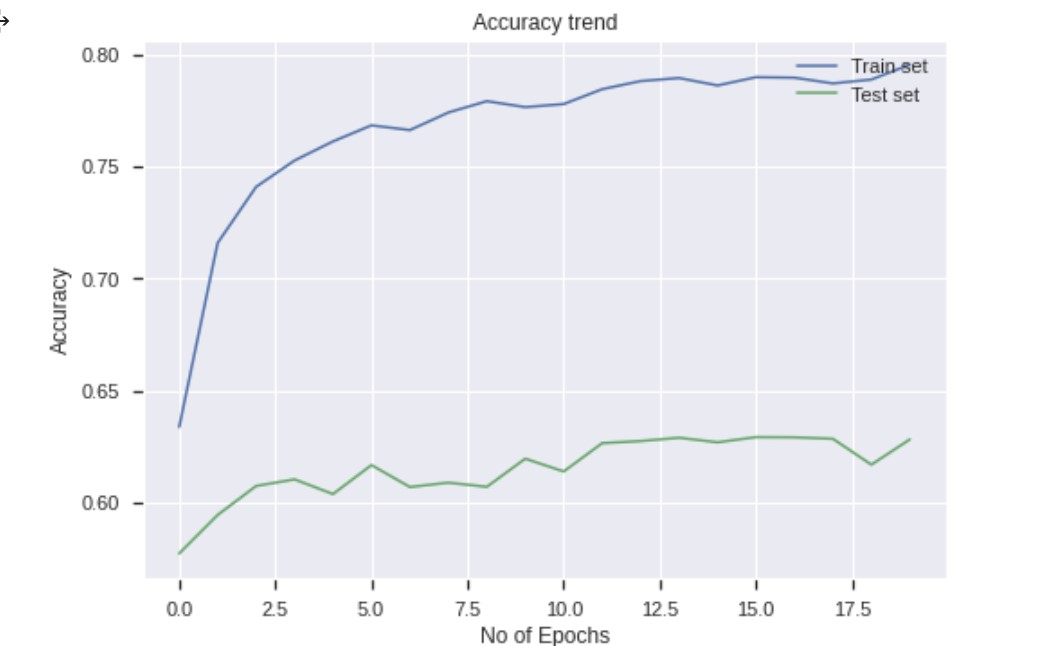 Accuracy trend
0.80
Train set
Test set
0.75
0.70
Accuracy
0.65
0.60
0.0 2.5 5.0 7.5 10.0 12.5 15.0 17.5
No of Epochs